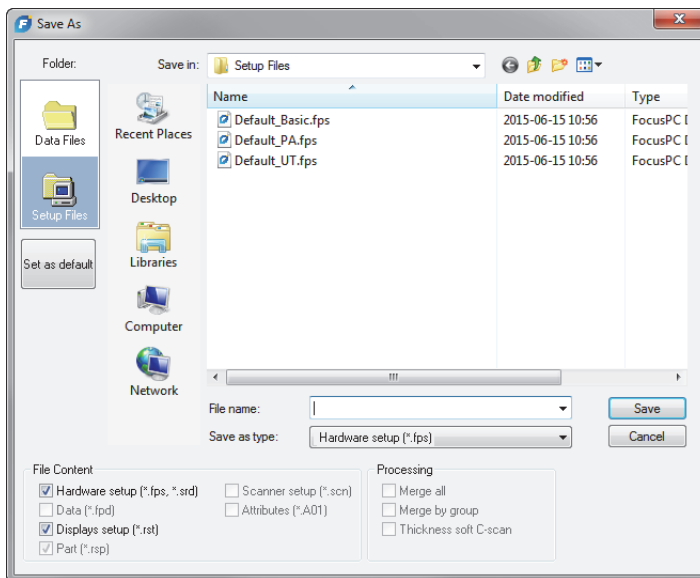 Save As
Folder:
Save in:
Setup Files
Data Files
Setup Files
Set as default
Recent Places
Desktop
Libraries
Computer
Network
Name
Date modified
Type
Default_Basic.fps
2015-06-15 10:56
FocusPC D
Default_PA.fps
2015-06-15 10:56
FocusPC D
Default_UT.fps
2015-06-15 10:56
FocusPC D
File name:
Save
Save as type:
Hardware setup (*.fps)
Cancel
File Content
Hardware setup (*.fps, *.srd)
Data (*.fpd)
Displays setup (*.rst)
Part (*.rsp)
Scanner setup (*.scn)
Attributes (*.A01)
Processing
Merge all
Merge by group
Thickness soft C-scan